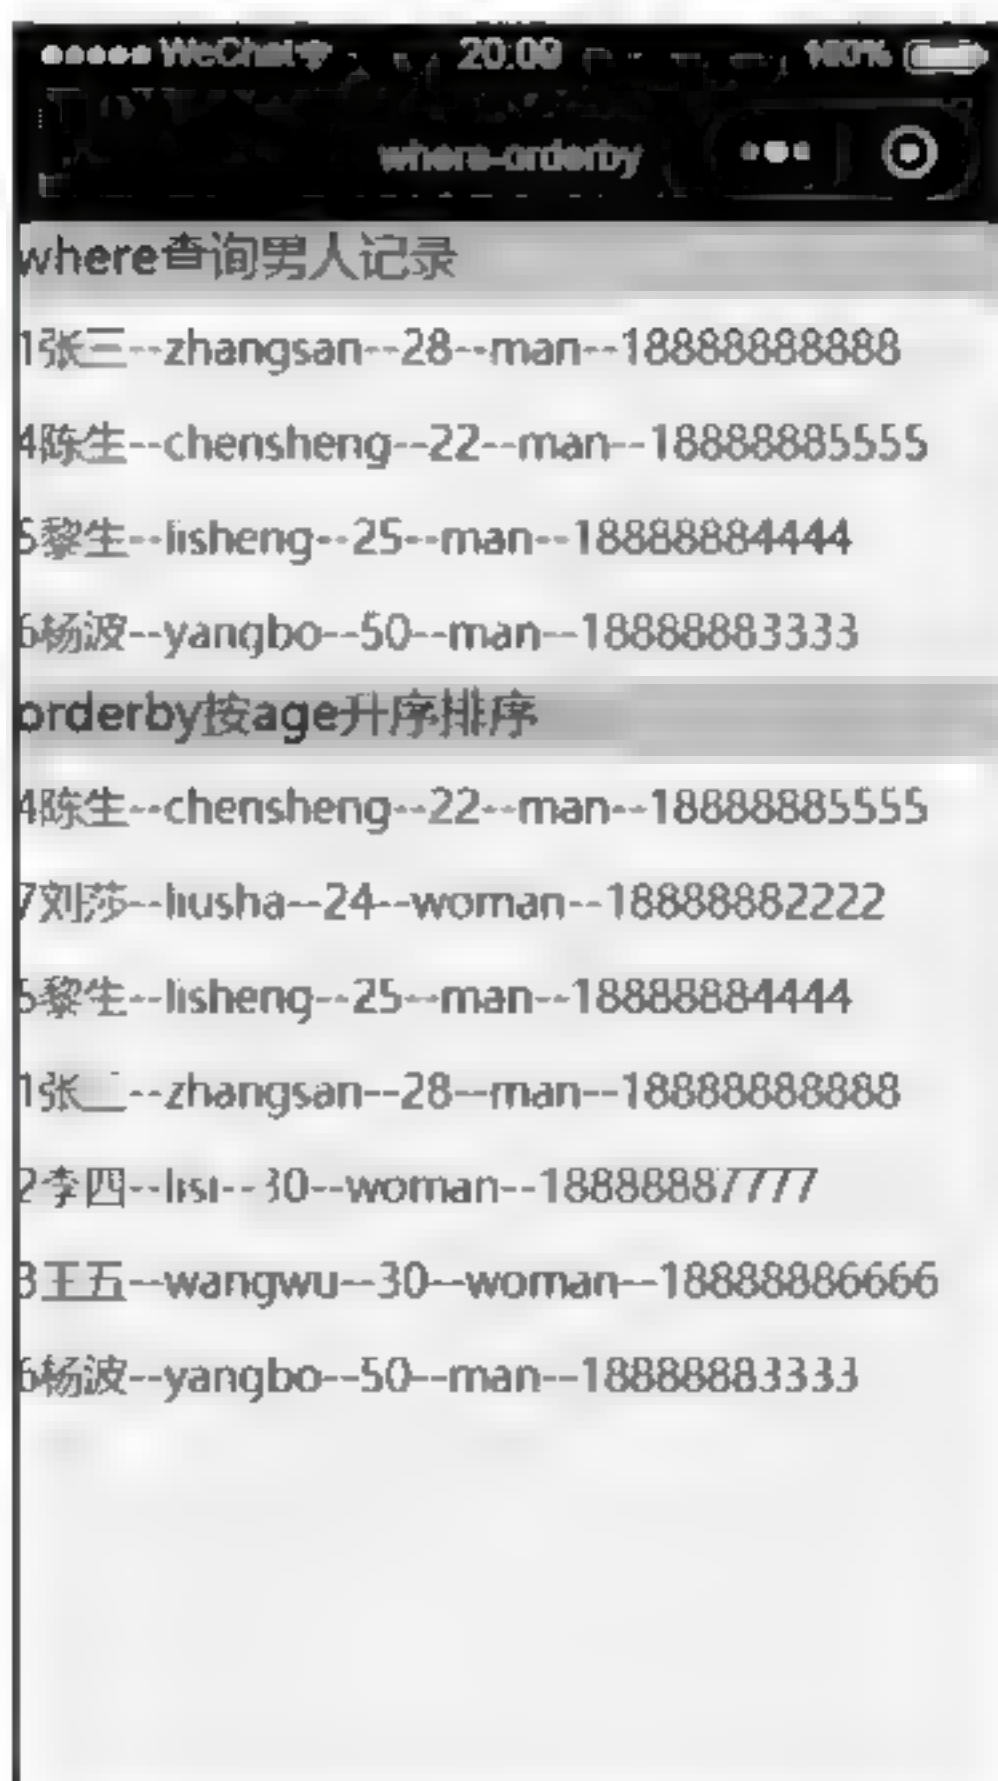 WeChat 20:09 100%
where-orderby
where查询男人记录
1张三--zhangsan--28--man--18888888888
4陈生--chensheng--22--man--18888885555
5黎生--lisheng--25--man--18888884444
6杨波--yangbo--50--man--18888883333
orderby按age升序排序
4陈生--chensheng--22--man--18888885555
7刘莎--liusha--24--woman--18888882222
5黎生--lisheng--25--man--18888884444
1张三--zhangsan--28--man--18888888888
2李四--lisi--30--woman--18888887777
3王五--wangwu--30--woman--18888886666
6杨波--yangbo--50--man--18888883333